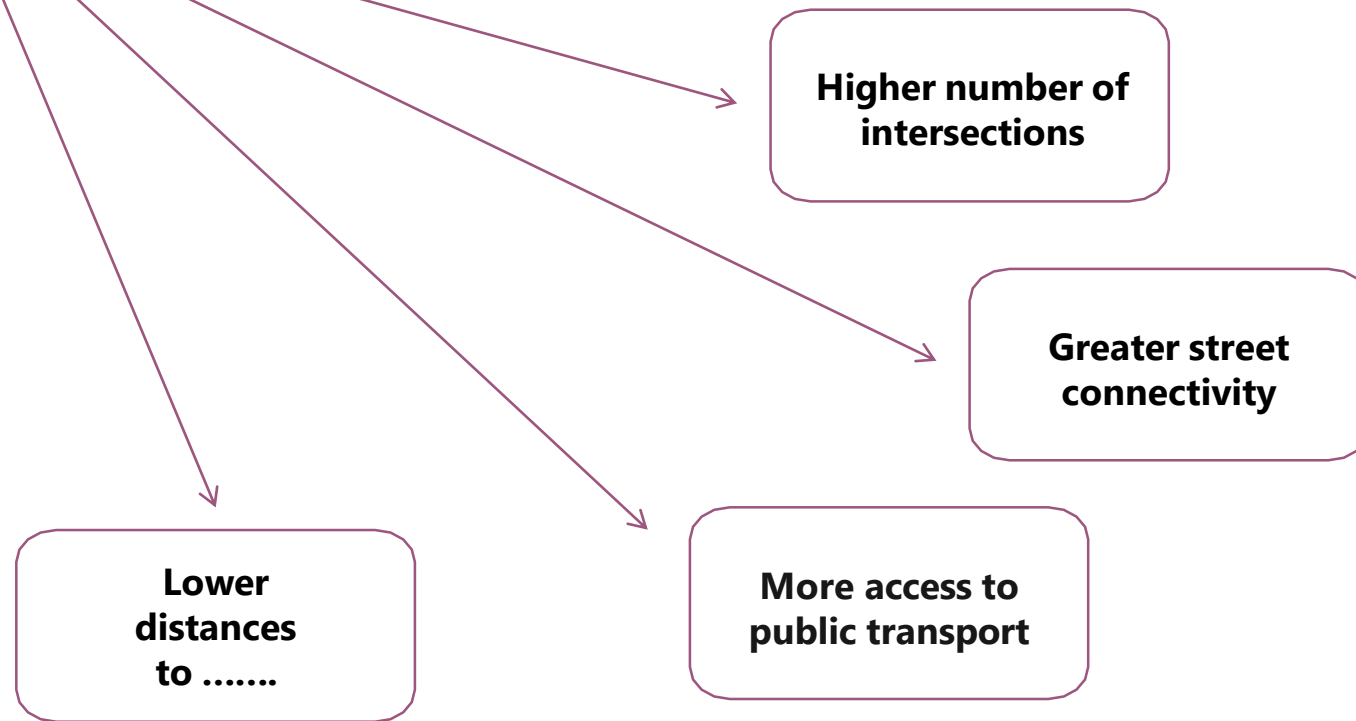 Higher number of
intersections
Greater street
connectivity
Lower
distances
to …….
More access to
public transport